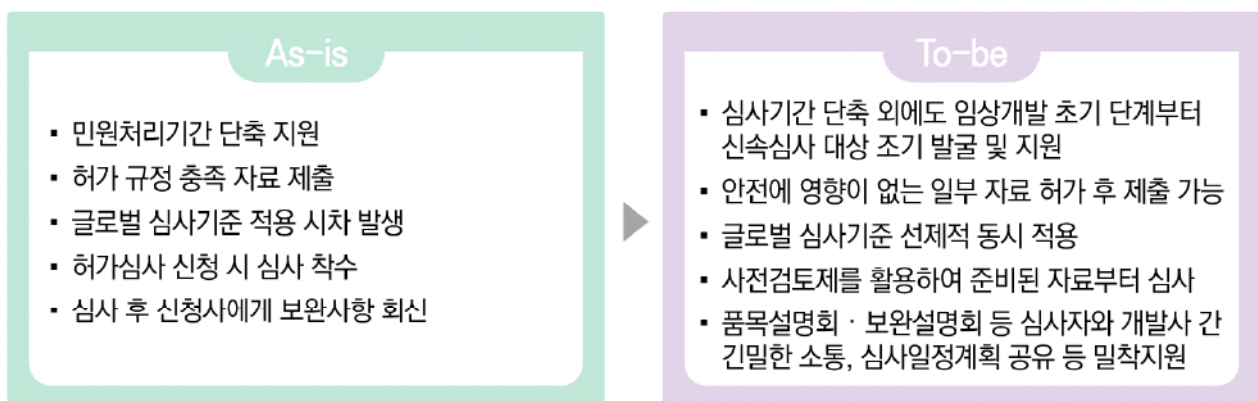 As-is
▪ 민원처리기간 단축 지원
▪ 허가 규정 충족 자료 제출
▪ 글로벌 심사기준 적용 시차 발생
▪ 허가심사 신청 시 심사 착수
▪ 심사 후 신청사에게 보완사항 회신
To-be
▪ 심사기간 단축 외에도 임상개발 초기 단계부터
신속심사 대상 조기 발굴 및 지원
▪ 안전에 영향이 없는 일부 자료 허가 후 제출 가능
▪ 글로벌 심사기준 선제적 동시 적용
▪ 사전검토제를 활용하여 준비된 자료부터 심사
▪ 품목설명회 · 보완설명회 등 심사자와 개발사 간
긴밀한 소통, 심사일정계획 공유 등 밀착지원